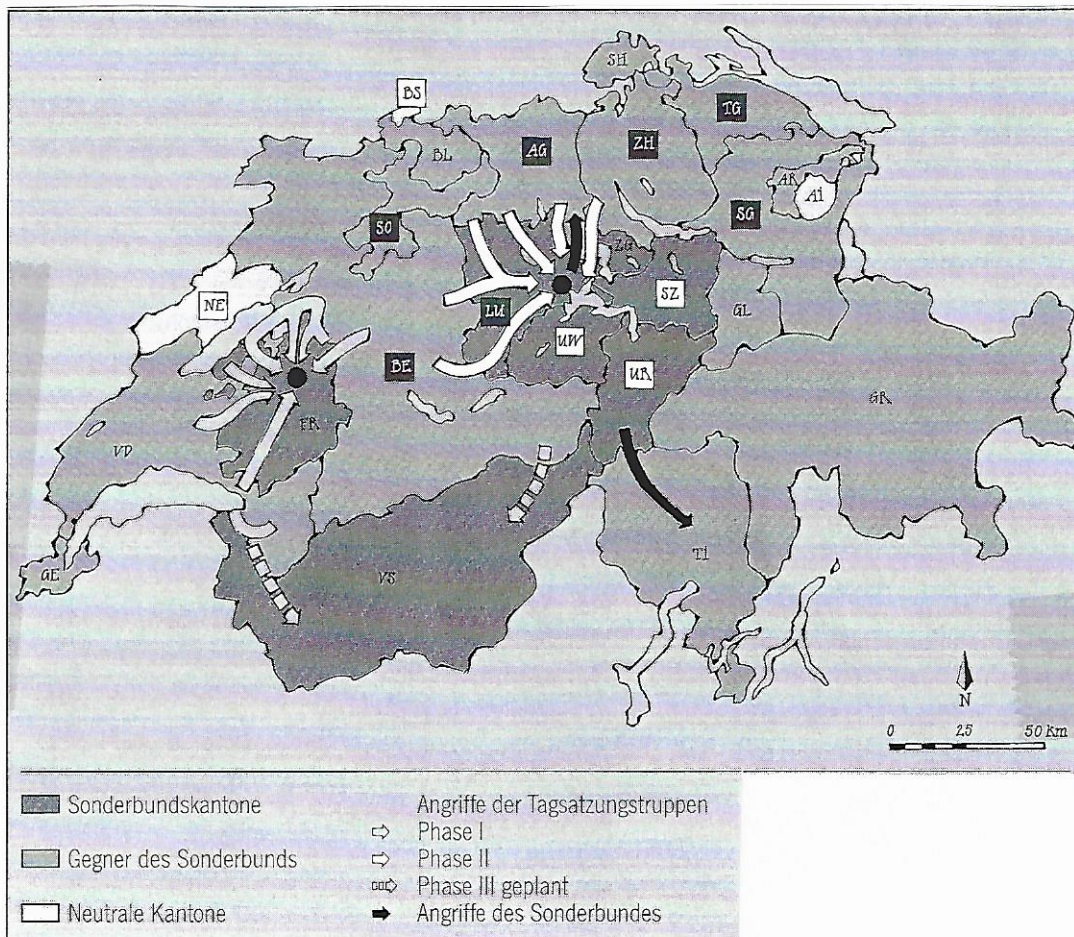 SH
BS
TG
BL
AG
ZH
AR
AI
SO
SG
ZG
NE
LU
SZ
GL
UW
BE
UR
FR
GR
VD
TI
GE
VS
N
0 25 50 km
Sonderbundskantone
Gegner des Sonderbunds
Neutrale Kantone
Angriffe der Tagsatzungstruppen
Phase I
Phase II
Phase III geplant
Angriffe des Sonderbundes